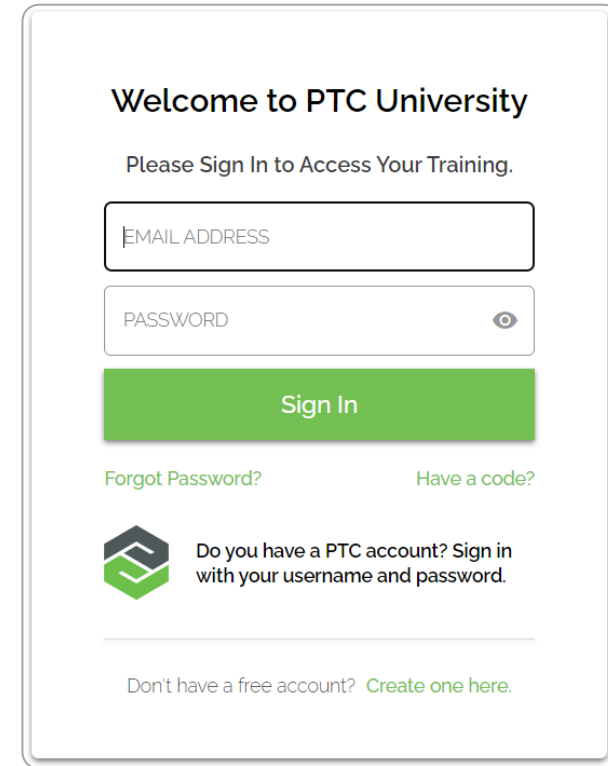 Welcome to PTC University
Please Sign In to Access Your Training.
EMAIL ADDRESS
PASSWORD
Sign In
Forgot Password? Have a code?
Do you have a PTC account? Sign in
with your username and password.
Don't have a free account? Create one here.